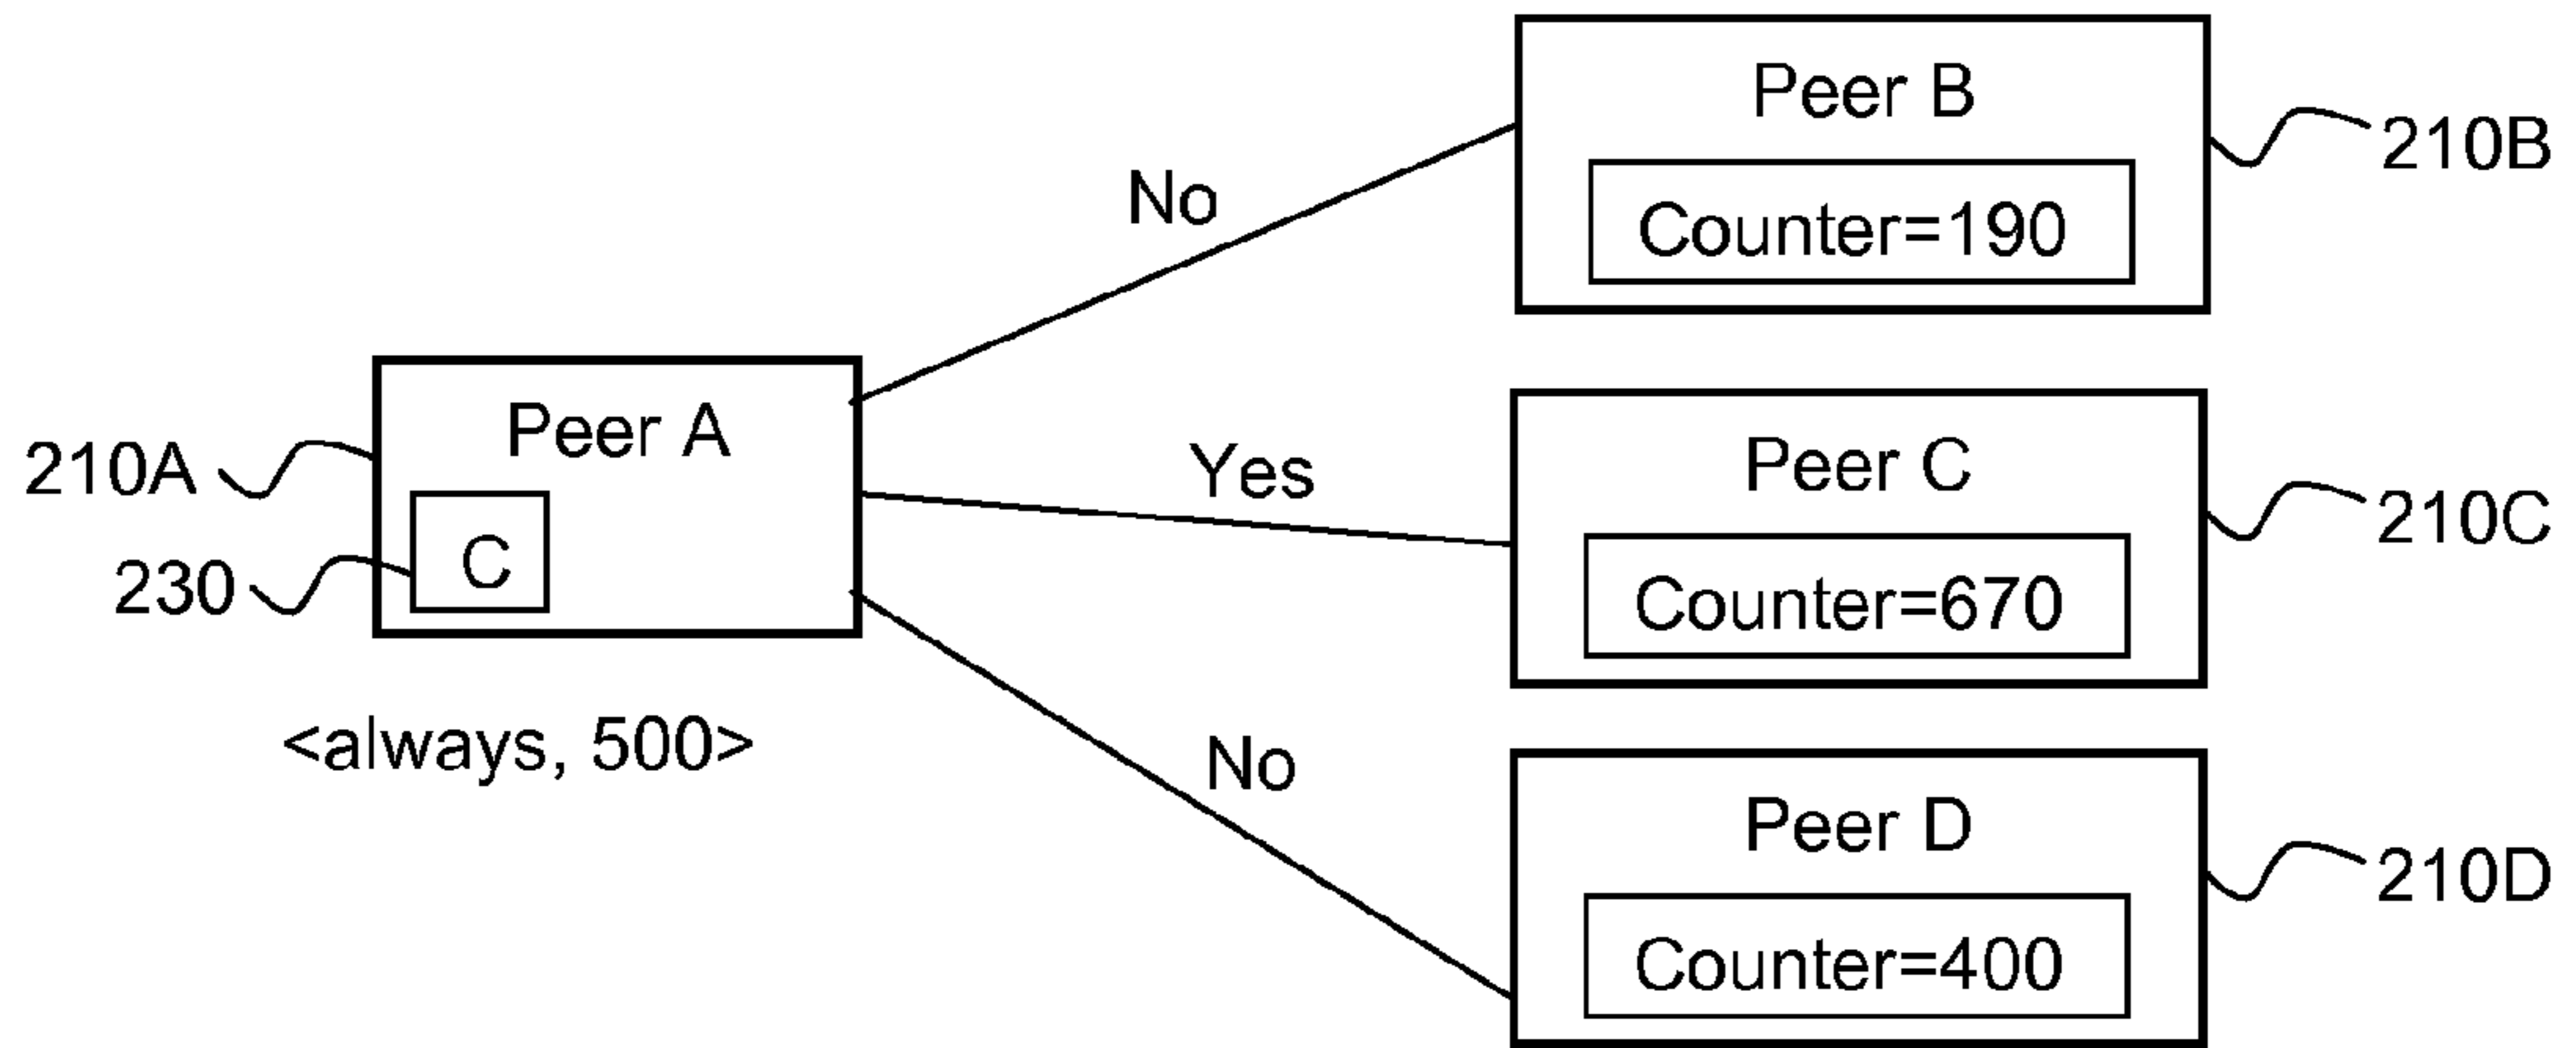 Peer B
210B
Counter=190
No
Peer A
210A
C
230
<always, 500>
Yes
Peer C
210C
Counter=670
No
Peer D
210D
Counter=400